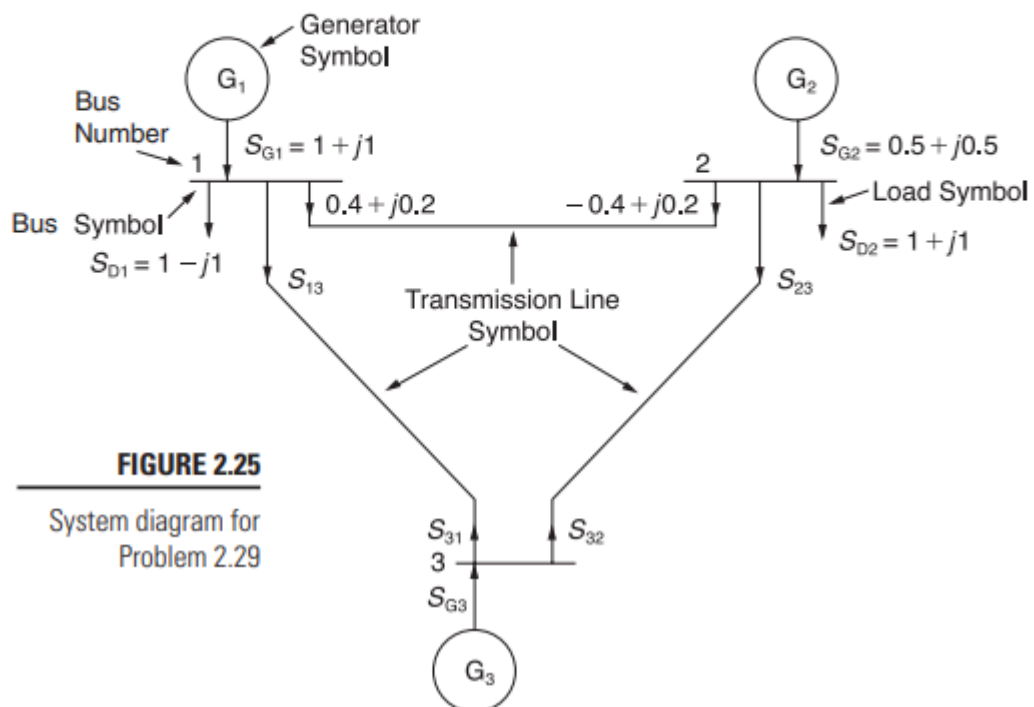 Generator
Symbol
G1
G2
Bus
Number
SG1 = 1 + j1
SG2 = 0.5 + j0.5
1
2
0.4 + j0.2
− 0.4 + j0.2
Load Symbol
Bus Symbol
SD1 = 1 − j1
SD2 = 1 + j1
S13
S23
Transmission Line
Symbol
FIGURE 2.25
System diagram for
Problem 2.29
S31
S32
3
SG3
G3